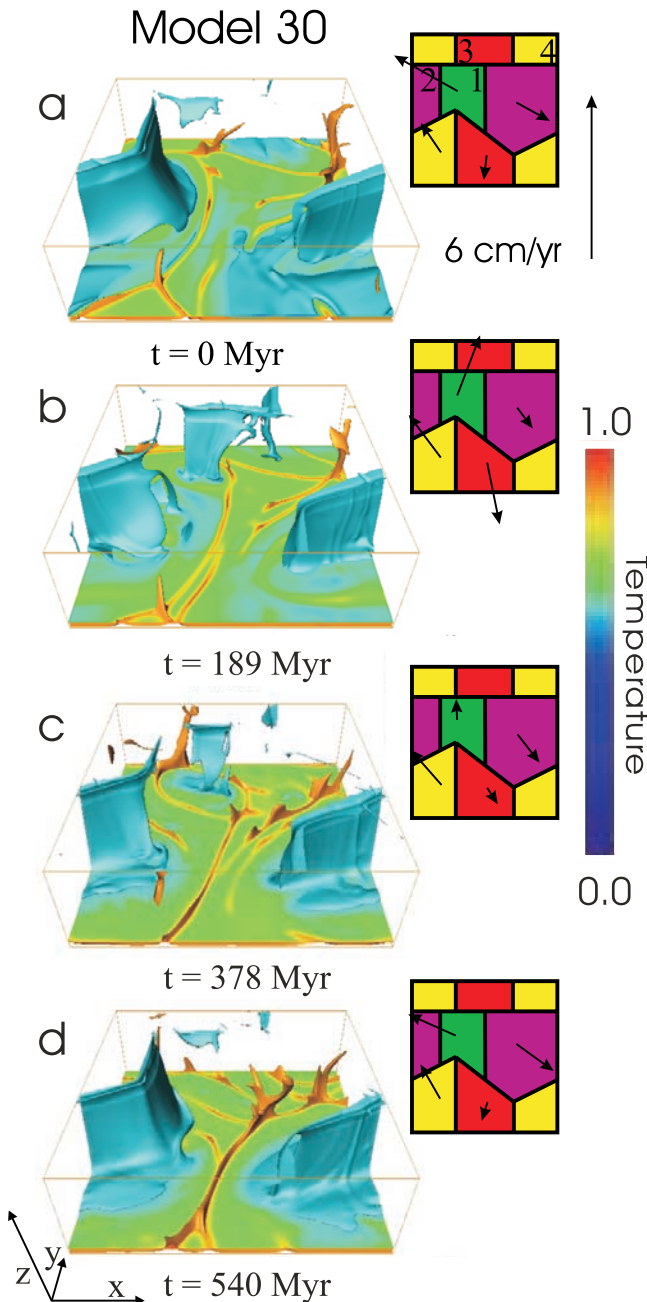 Model 30
a
3 4
2 1
6 cm/yr
t = 0 Myr
b
1.0
Temperature
0.0
t = 189 Myr
c
t = 378 Myr
d
z y x
t = 540 Myr